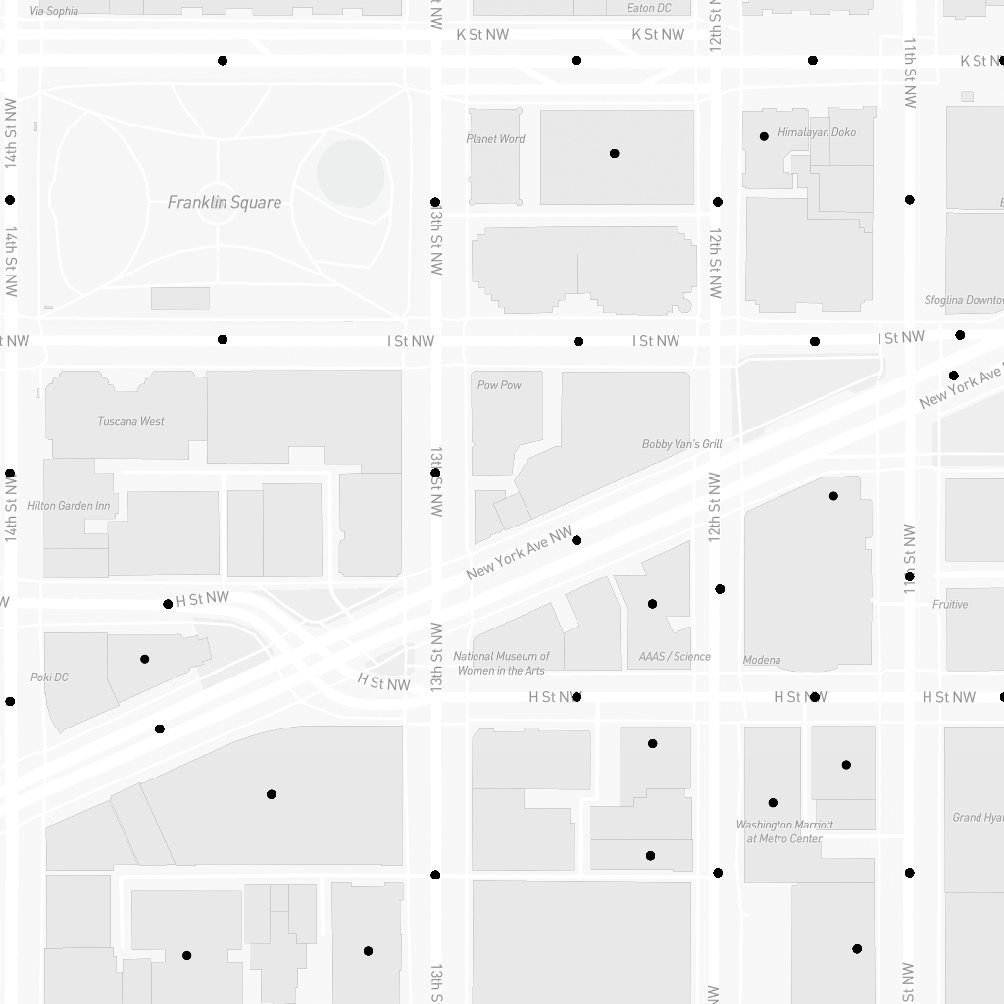 Via Sophia
Eaton DC
K St NW
K St NW
K St N
NW
12th St N
14th St NW
11th St NW
Planet Word
Himalayan Doko
Franklin Square
13th St NW
14th St NW
12th St NW
Sfoglina Downto
t NW
I St NW
I St NW
I St NW
New York Ave
Pow Pow
Tuscana West
Bobby Van's Grill
13th St NW
14th St NW
12th St NW
Hilton Garden Inn
New York Ave NW
11th St NW
W
H St NW
Fruitive
13th St NW
National Museum of
Women in the Arts
AAAS / Science
Modena
Poki DC
H St NW
H St NW
H St NW
H St NW
Washington Marriott
at Metro Center
Grand Hya
13th S
NW
St NW